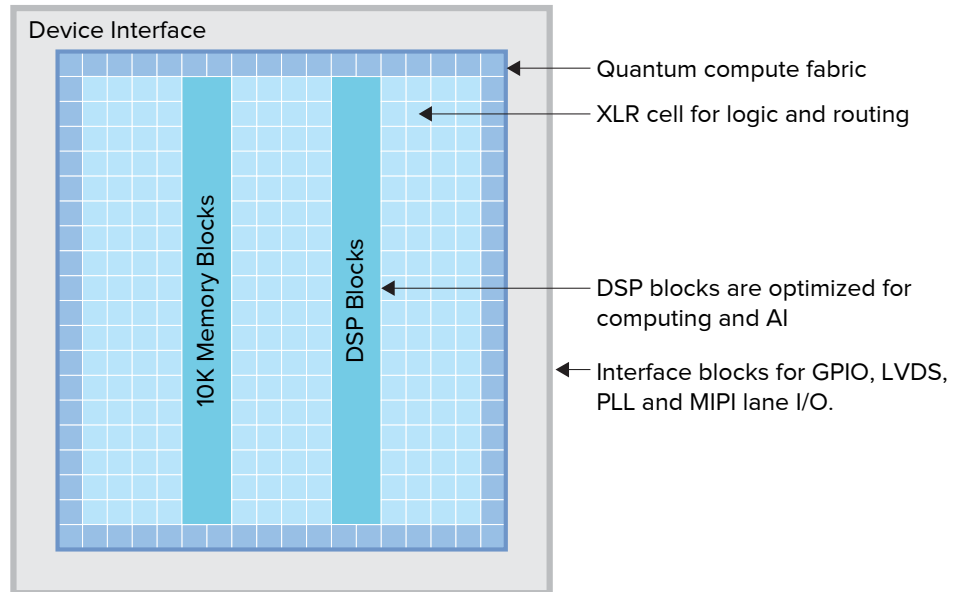 Device Interface
Quantum compute fabric
XLR cell for logic and routing
10K Memory Blocks
DSP Blocks
DSP blocks are optimized for
computing and AI
Interface blocks for GPIO, LVDS,
PLL and MIPI lane I/O.